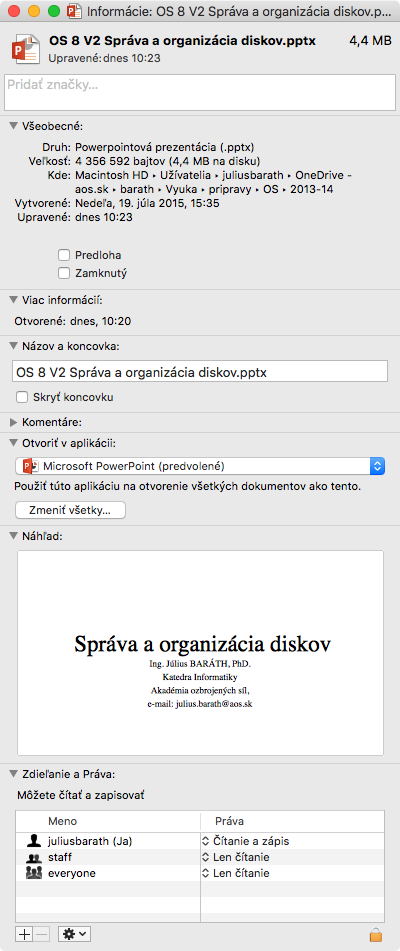 Informácie: OS 8 V2 Správa a organizácia diskov.p...
OS 8 V2 Správa a organizácia diskov.pptx 4,4 MB
Upravené: dnes 10:23
Pridať značky...
Všeobecné:
Druh: Powerpointová prezentácia (.pptx)
Veľkosť: 4 356 592 bajtov (4,4 MB na disku)
Kde: Macintosh HD ▸ Užívatelia ▸ juliusbarath ▸ OneDrive -
aos.sk ▸ barath ▸ Vyuka ▸ pripravy ▸ OS ▸ 2013-14
Vytvorené: Nedeľa, 19. júla 2015, 15:35
Upravené: dnes 10:23
Predloha
Zamknutý
Viac informácií:
Otvorené: dnes, 10:20
Názov a koncovka:
OS 8 V2 Správa a organizácia diskov.pptx
Skryť koncovku
Komentáre:
Otvoriť v aplikácii:
Microsoft PowerPoint (predvolené)
Použiť túto aplikáciu na otvorenie všetkých dokumentov ako tento.
Zmeniť všetky...
Náhľad:
Správa a organizácia diskov
Ing. Július BARÁTH, PhD.
Katedra Informatiky
Akadémia ozbrojených síl,
e-mail: julius.barath@aos.sk
Zdieľanie a Práva:
Môžete čítať a zapisovať
Meno Práva
juliusbarath (Ja) Čítanie a zápis
staff Len čítanie
everyone Len čítanie